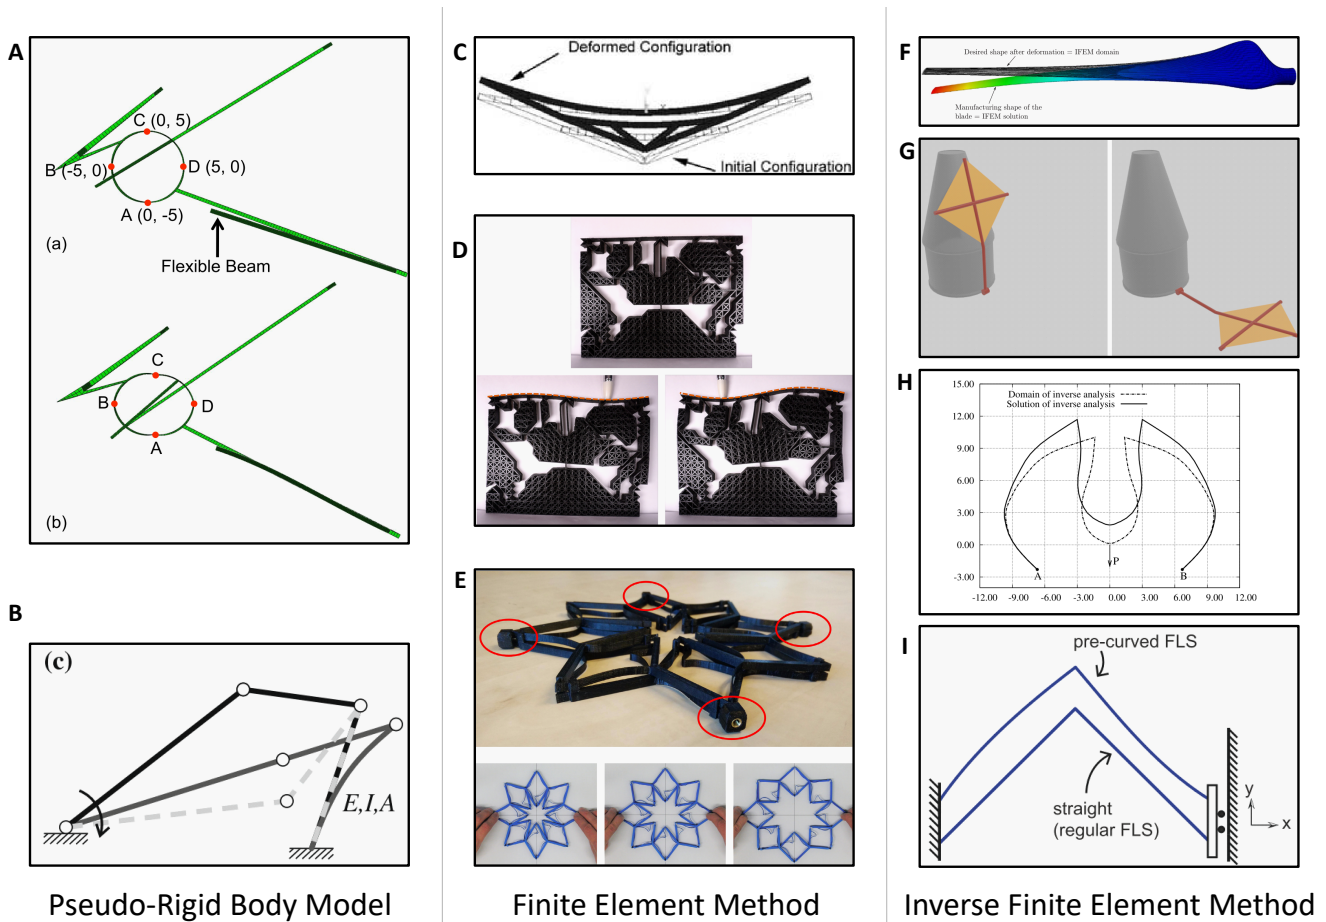 A
C (0, 5)
B (-5, 0)
D (5, 0)
A (0, -5)
(a)
Flexible Beam
C
B
D
A
(b)
B
(c)
E,I,A
Pseudo-Rigid Body Model
C
Deformed Configuration
x
Initial Configuration
D
E
Finite Element Method
F
Desired shape after deformation = IFEM domain
Manufacturing shape of the
blade = IFEM solution
G
H
15.00
12.00
9.00
6.00
3.00
0.00
-3.00
Domain of inverse analysis
Solution of inverse analysis
P
A
B
-12.00 -9.00 -6.00 -3.00 0.00 3.00 6.00 9.00 12.00
I
pre-curved FLS
straight
(regular FLS)
y
x
Inverse Finite Element Method